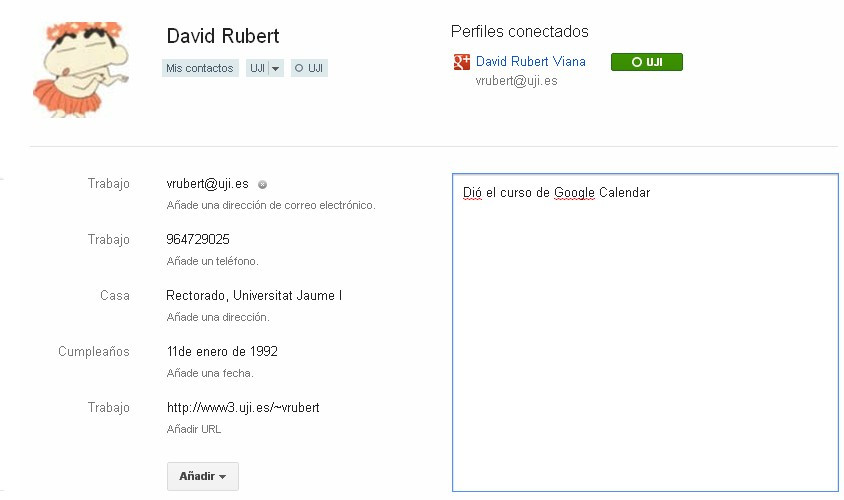 David Rubert
Mis contactos UJI UJI
Perfiles conectados
David Rubert Viana UJI
vrubert@uji.es
Trabajo vrubert@uji.es
Añade una dirección de correo electrónico.
Trabajo 964729025
Añade un teléfono.
Casa Rectorado, Universitat Jaume I
Añade una dirección.
Cumpleaños 11de enero de 1992
Añade una fecha.
Trabajo http://www3.uji.es/~vrubert
Añadir URL
Añadir
Dió el curso de Google Calendar